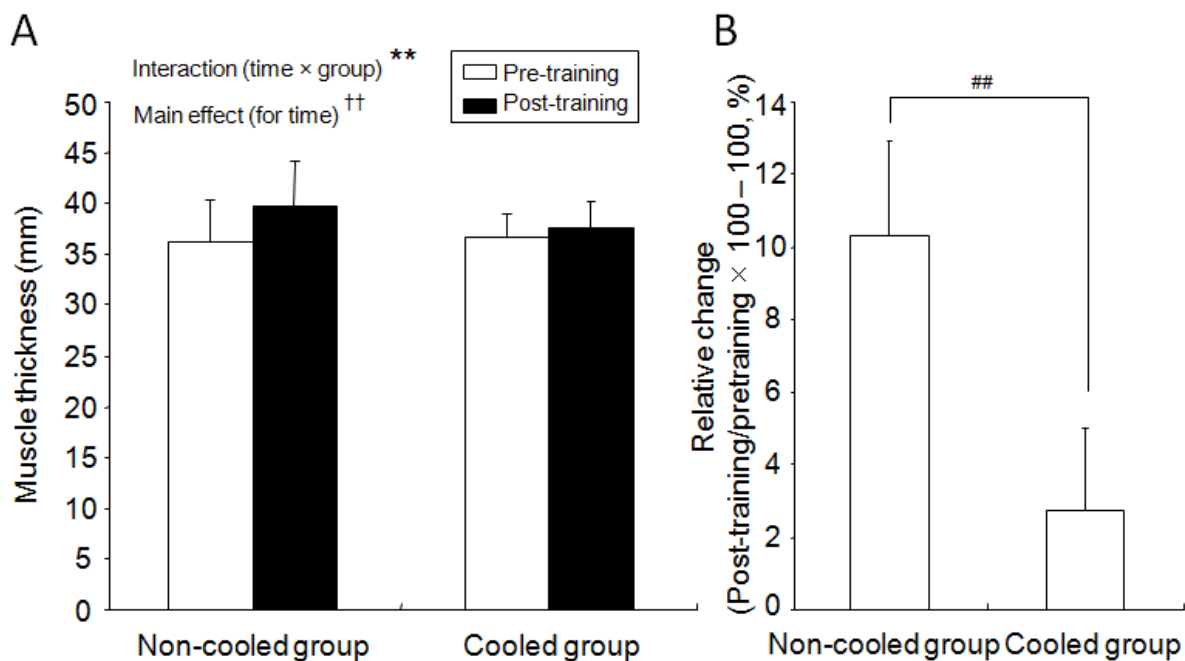 A
Interaction (time × group) **
Main effect (for time) ††
Pre-training
Post-training
Muscle thickness (mm)
50
45
40
35
30
25
20
15
10
5
0
Non-cooled group
Cooled group
B
##
Relative change
(Post-training/pretraining × 100 – 100, %)
14
12
10
8
6
4
2
0
Non-cooled group
Cooled group